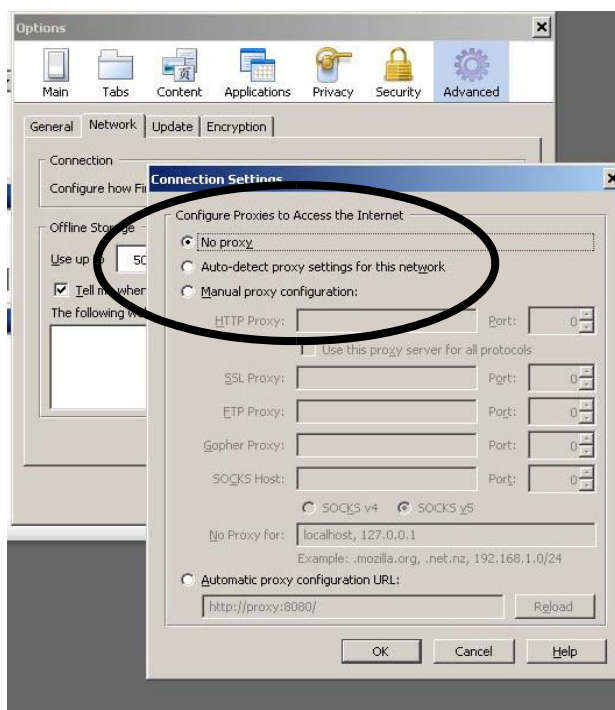 Options
Main Tabs Content Applications Privacy Security Advanced
General Network Update Encryption
Connection
Configure how Fi
Offline Storage
Use up to 50
Tell me when
The following we
Connection Settings
Configure Proxies to Access the Internet
No proxy
Auto-detect proxy settings for this network
Manual proxy configuration:
HTTP Proxy: Port: 0
Use this proxy server for all protocols
SSL Proxy: Port: 0
FTP Proxy: Port: 0
Gopher Proxy: Port: 0
SOCKS Host: Port: 0
SOCKS v4 SOCKS v5
No Proxy for: localhost, 127.0.0.1
Example: .mozilla.org, .net.nz, 192.168.1.0/24
Automatic proxy configuration URL:
http://proxy:8080/ Reload
OK Cancel Help